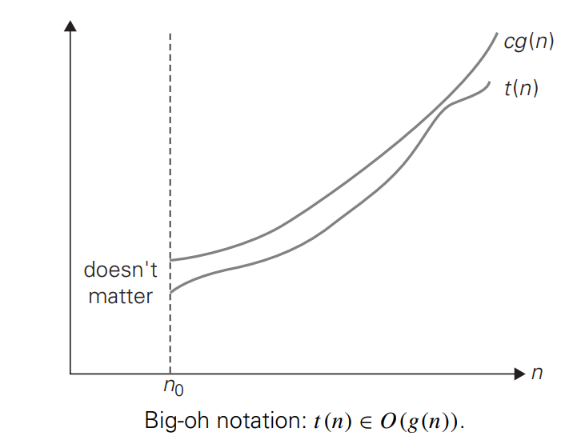 cg(n)
t(n)
doesn't
matter
n
n₀
Big-oh notation: t(n) ∈ O(g(n)).